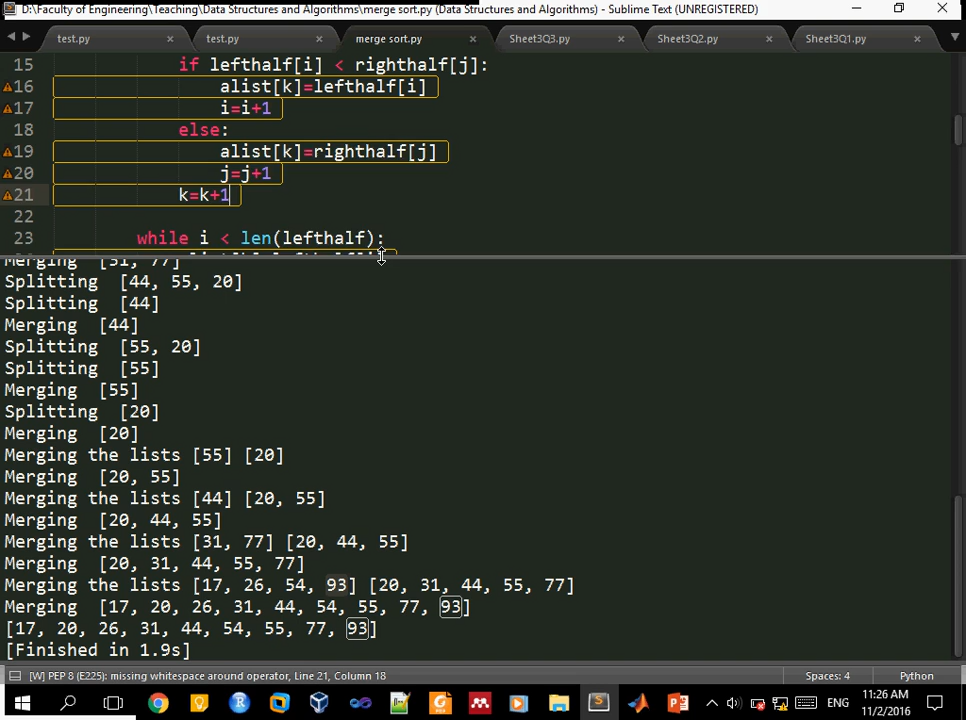 D:\Faculty of Engineering\Teaching\Data Structures and Algorithms\merge sort.py (Data Structures and Algorithms) - Sublime Text (UNREGISTERED)
test.py × test.py × merge sort.py × Sheet3Q3.py × Sheet3Q2.py × Sheet3Q1.py ×
15 if lefthalf[i] < righthalf[j]:
16 alist[k]=lefthalf[i]
17 i=i+1
18 else:
19 alist[k]=righthalf[j]
20 j=j+1
21 k=k+1
22
23 while i < len(lefthalf):
Merging [31, 77]
Splitting [44, 55, 20]
Splitting [44]
Merging [44]
Splitting [55, 20]
Splitting [55]
Merging [55]
Splitting [20]
Merging [20]
Merging the lists [55] [20]
Merging [20, 55]
Merging the lists [44] [20, 55]
Merging [20, 44, 55]
Merging the lists [31, 77] [20, 44, 55]
Merging [20, 31, 44, 55, 77]
Merging the lists [17, 26, 54, 93] [20, 31, 44, 55, 77]
Merging [17, 20, 26, 31, 44, 54, 55, 77, 93]
[17, 20, 26, 31, 44, 54, 55, 77, 93]
[Finished in 1.9s]
[W] PEP 8 (E225): missing whitespace around operator, Line 21, Column 18 Spaces: 4 Python
ENG 11:26 AM
11/2/2016